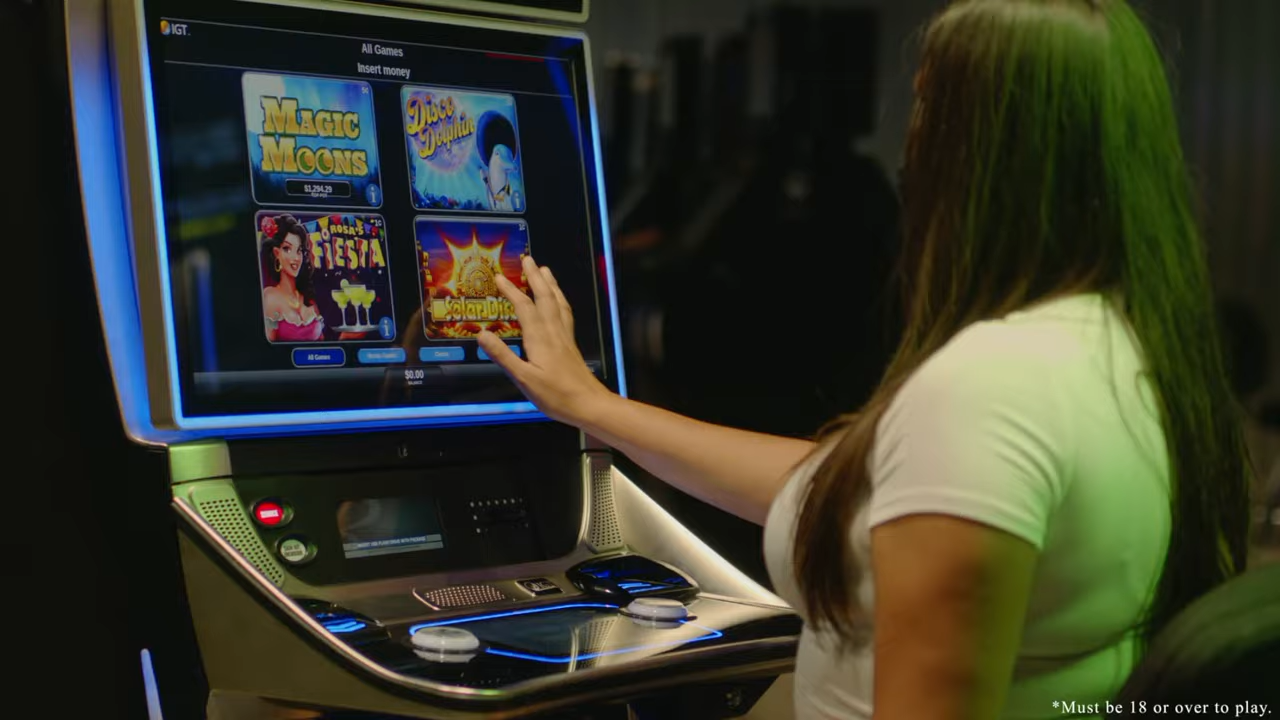 IGT
All Games
Insert money
MAGIC
MOONS
$1,294.29
Disco
Dolphin
ROSA'S
FIESTA
Solar Disc
All Games
$0.00
BALANCE
*Must be 18 or over to play.